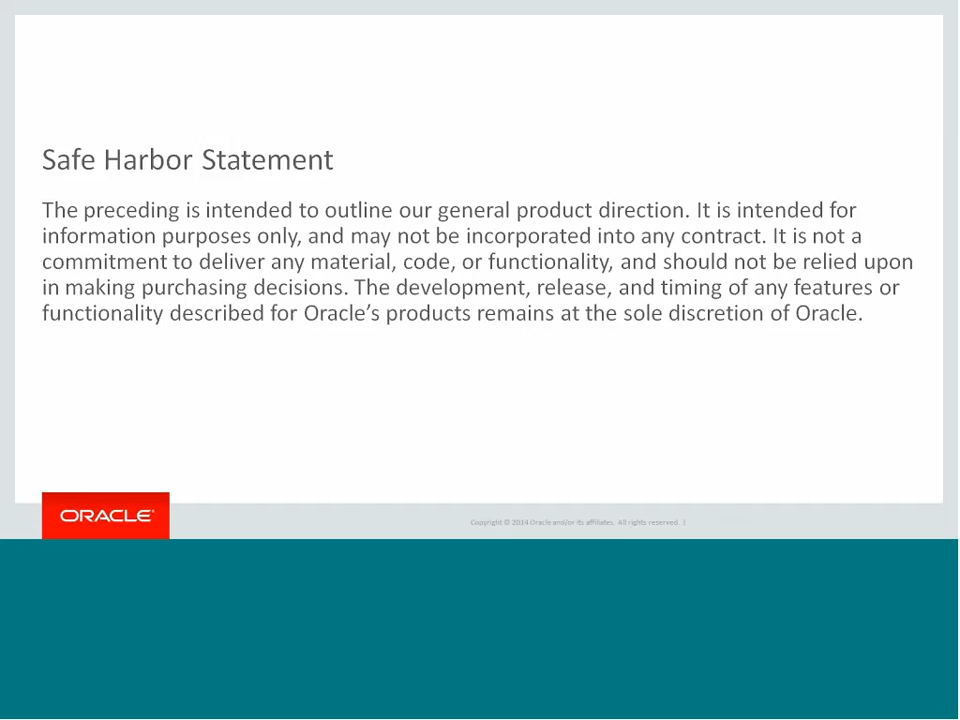 Safe Harbor Statement
The preceding is intended to outline our general product direction. It is intended for
information purposes only, and may not be incorporated into any contract. It is not a
commitment to deliver any material, code, or functionality, and should not be relied upon
in making purchasing decisions. The development, release, and timing of any features or
functionality described for Oracle’s products remains at the sole discretion of Oracle.
ORACLE®
Copyright © 2014 Oracle and/or its affiliates. All rights reserved. |